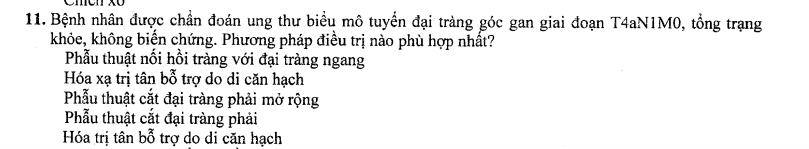 11. Bệnh nhân được chẩn đoán ung thư biểu mô tuyến đại tràng góc gan giai đoạn T4aN1M0, tổng trạng
khỏe, không biến chứng. Phương pháp điều trị nào phù hợp nhất?
Phẫu thuật nối hồi tràng với đại tràng ngang
Hóa xạ trị tân bỗ trợ do di căn hạch
Phẫu thuật cắt đại tràng phải mở rộng
Phẫu thuật cắt đại tràng phải
Hóa trị tân bỗ trợ do di căn hạch